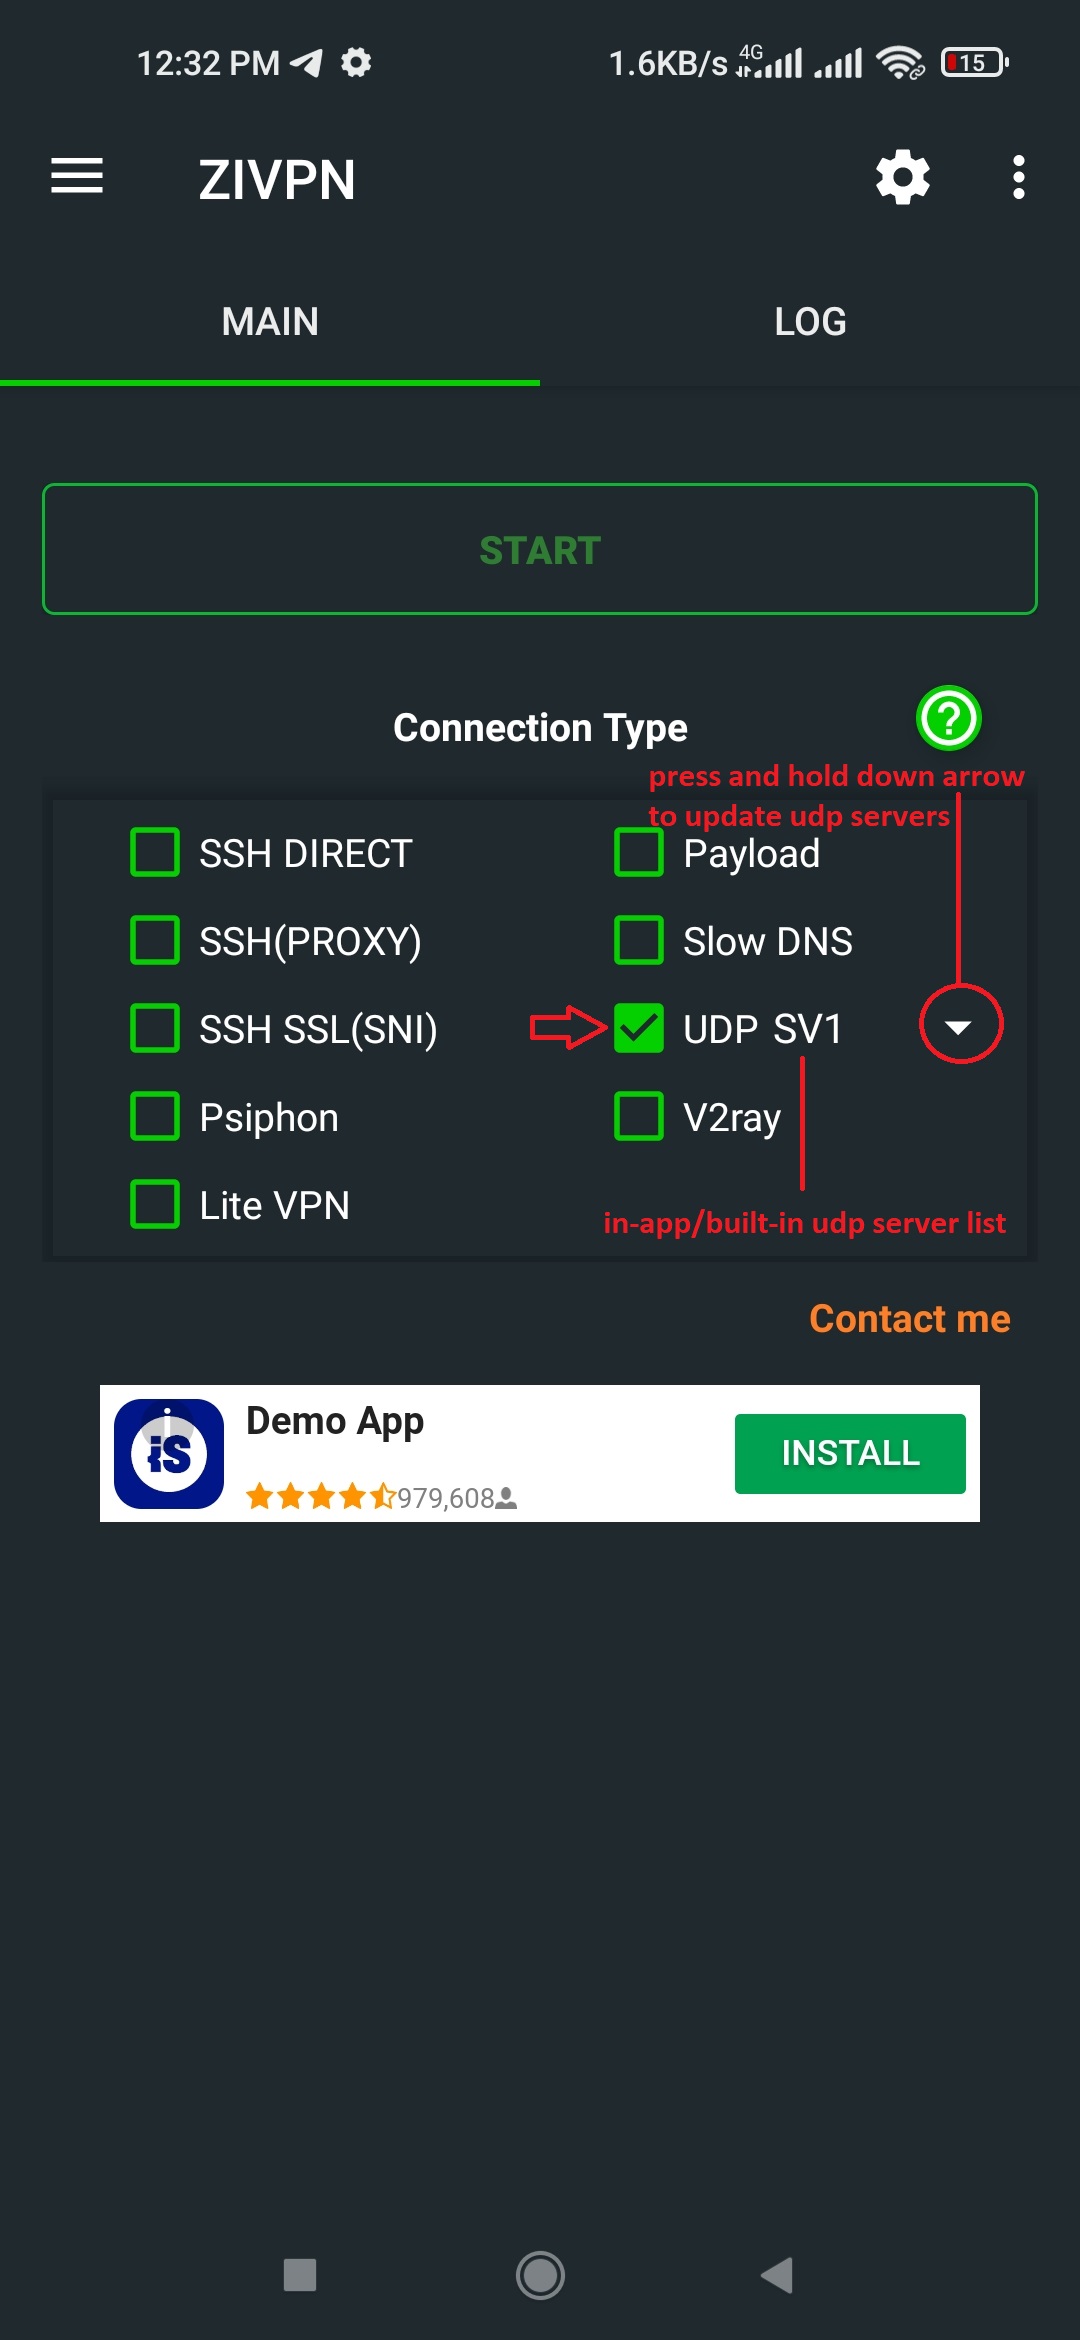 12:32 PM 1.6KB/s 4G 15
ZIVPN
MAIN LOG
START
Connection Type ?
press and hold down arrow
to update udp servers
SSH DIRECT Payload
SSH(PROXY) Slow DNS
SSH SSL(SNI) UDP SV1
Psiphon V2ray
Lite VPN
in-app/built-in udp server list
Contact me
iS
Demo App
979,608
INSTALL